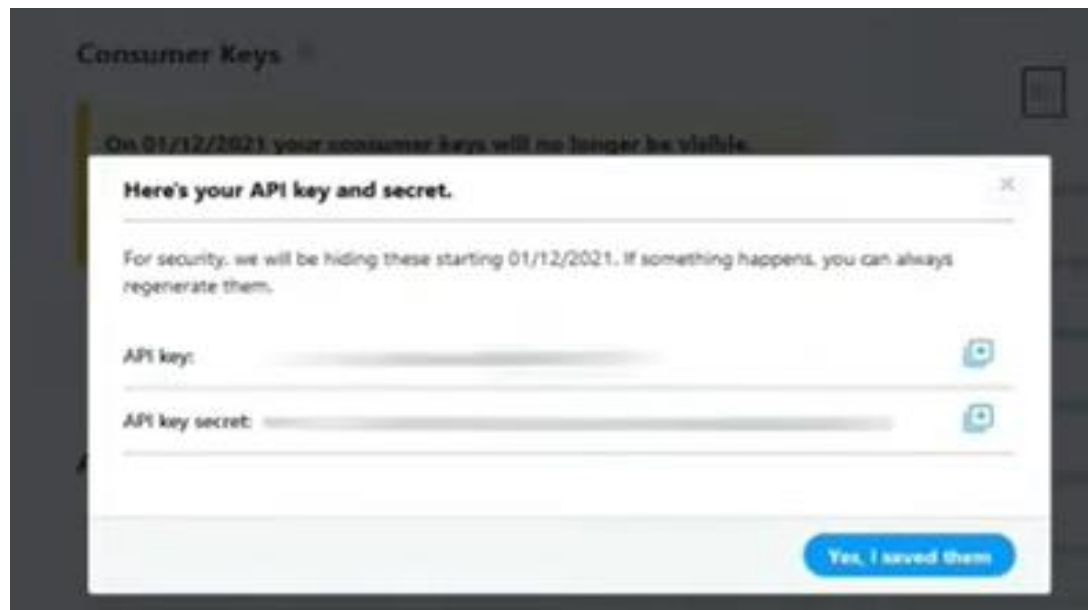 Consumer Keys
On 01/12/2021 your consumer keys will no longer be visible.
Here's your API key and secret.
For security, we will be hiding these starting 01/12/2021. If something happens, you can always
regenerate them.
API key:
API key secret:
Yes, I saved them